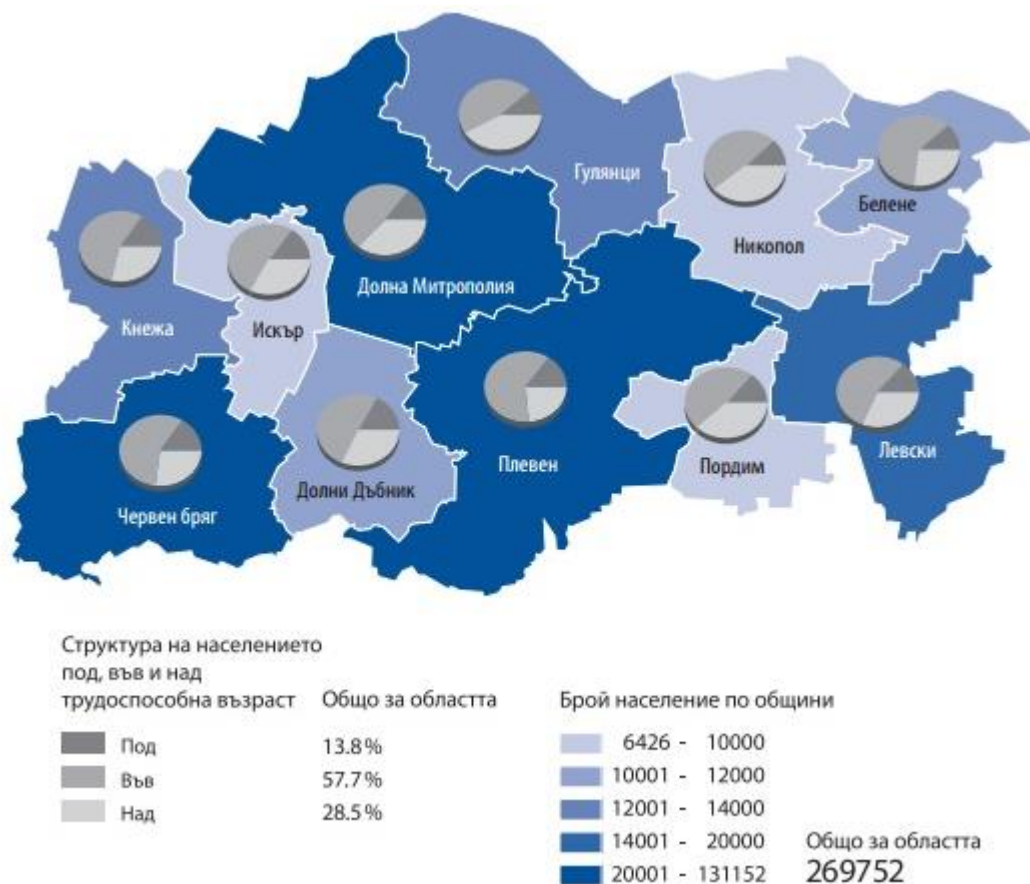 Гулянци
Белене
Никопол
Долна Митрополия
Кнежа
Искър
Левски
Плевен
Пордим
Долни Дъбник
Червен бряг
Структура на населението
под, във и над
трудоспособна възраст
Общо за областта
Под 13.8%
Във 57.7%
Над 28.5%
Брой население по общини
6426 - 10000
10001 - 12000
12001 - 14000
14001 - 20000
20001 - 131152
Общо за областта
269752